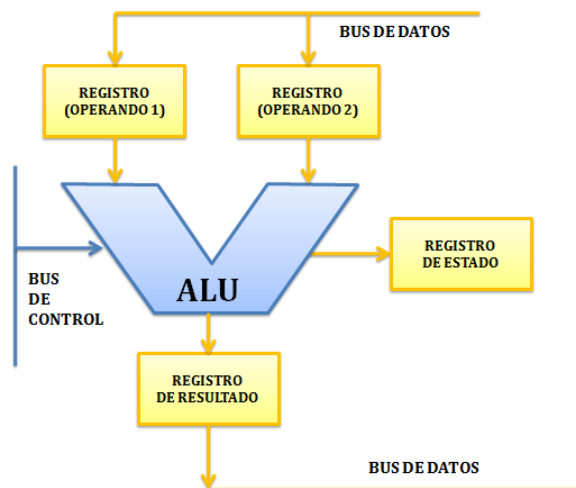 BUS DE DATOS
REGISTRO
(OPERANDO 1)
REGISTRO
(OPERANDO 2)
REGISTRO
DE ESTADO
BUS
DE
CONTROL
ALU
REGISTRO
DE RESULTADO
BUS DE DATOS